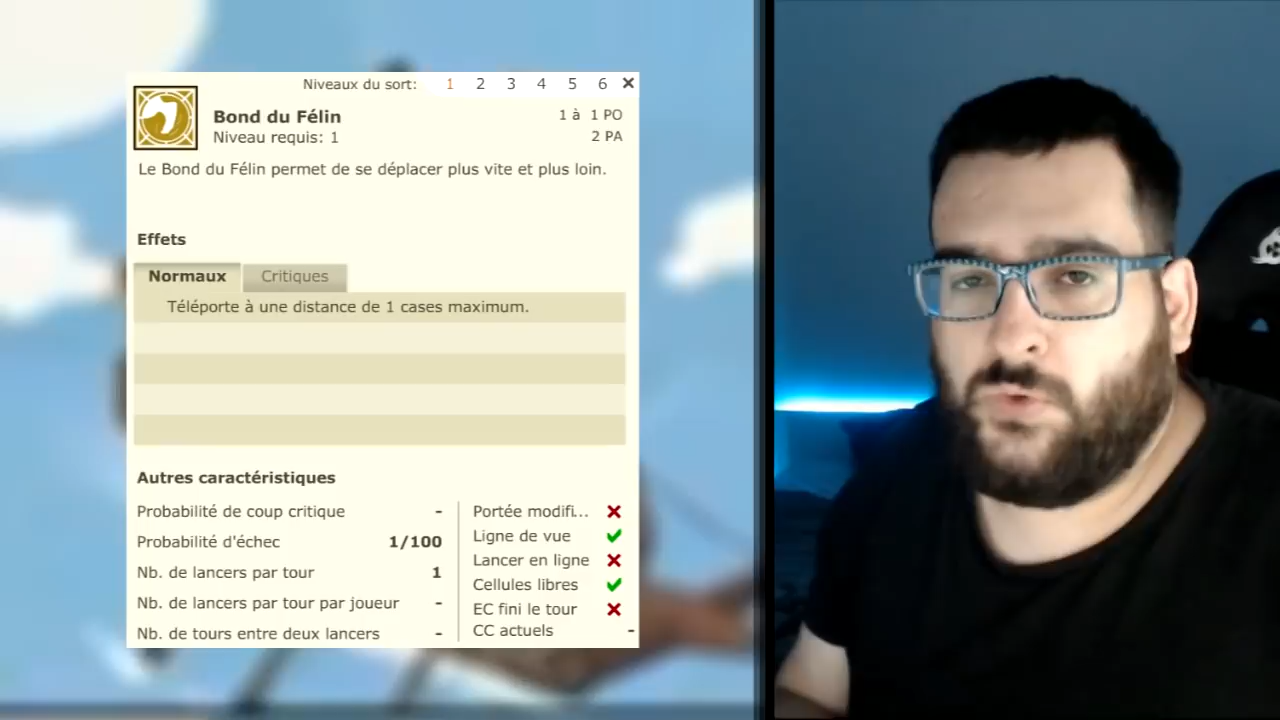 Niveaux du sort: 1 2 3 4 5 6 ×
Bond du Félin
1 à 1 PO
Niveau requis: 1
2 PA
Le Bond du Félin permet de se déplacer plus vite et plus loin.
Effets
Normaux Critiques
Téléporte à une distance de 1 cases maximum.
Autres caractéristiques
Probabilité de coup critique -
Probabilité d'échec 1/100
Nb. de lancers par tour 1
Nb. de lancers par tour par joueur -
Nb. de tours entre deux lancers -
Portée modifi...
Ligne de vue
Lancer en ligne
Cellules libres
EC fini le tour
CC actuels -